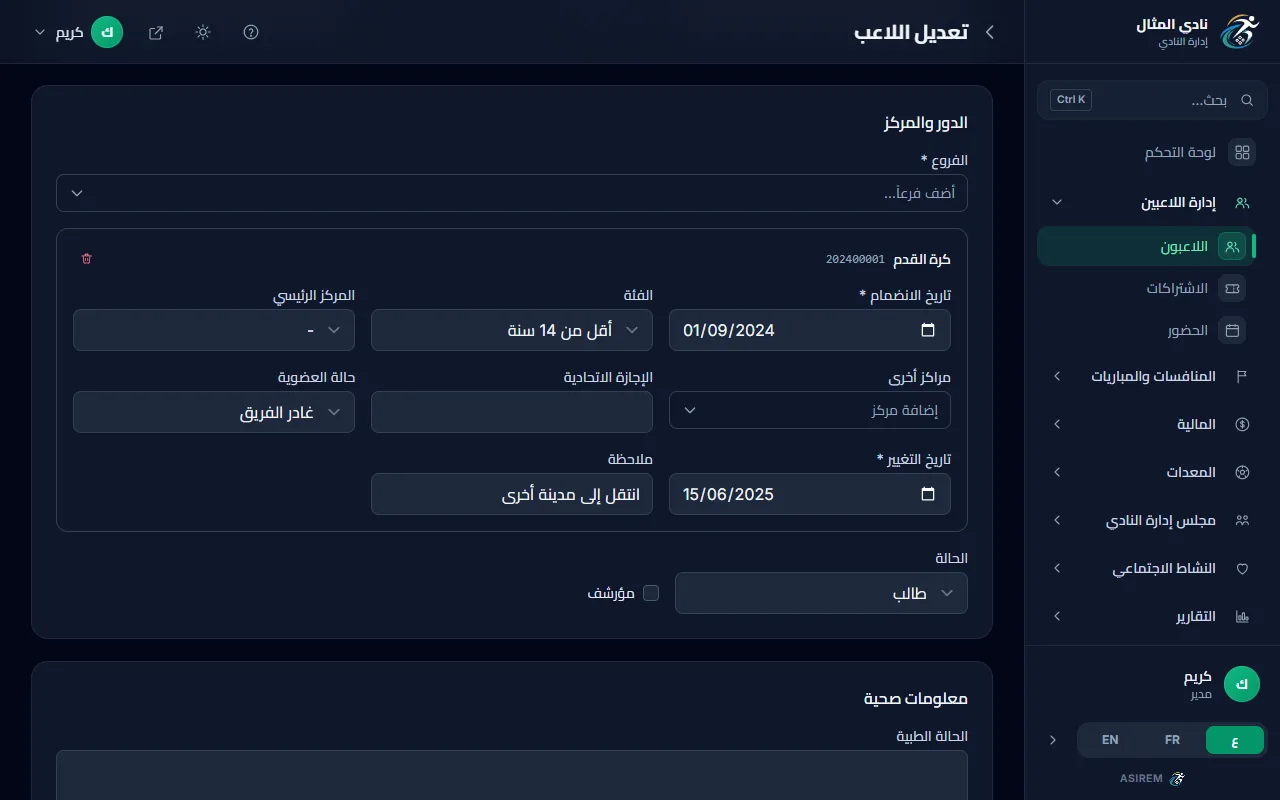 نادي المثال
إدارة النادي
بحث...
Ctrl K
لوحة التحكم
إدارة اللاعبين
اللاعبون
الاشتراكات
الحضور
المنافسات والمباريات
المالية
المعدات
مجلس إدارة النادي
النشاط الاجتماعي
التقارير
ك
كريم
مدير
ع
FR
EN
ASIREM
تعديل اللاعب
ك
كريم
الدور والمركز
الفروع *
أضف فرعاً...
كرة القدم 202400001
تاريخ الانضمام *
الفئة
المركز الرئيسي
01/09/2024
أقل من 14 سنة
-
مراكز أخرى
الإجازة الاتحادية
حالة العضوية
إضافة مركز
غادر الفريق
تاريخ التغيير *
ملاحظة
15/06/2025
انتقل إلى مدينة أخرى
الحالة
طالب
مؤرشف
معلومات صحية
الحالة الطبية